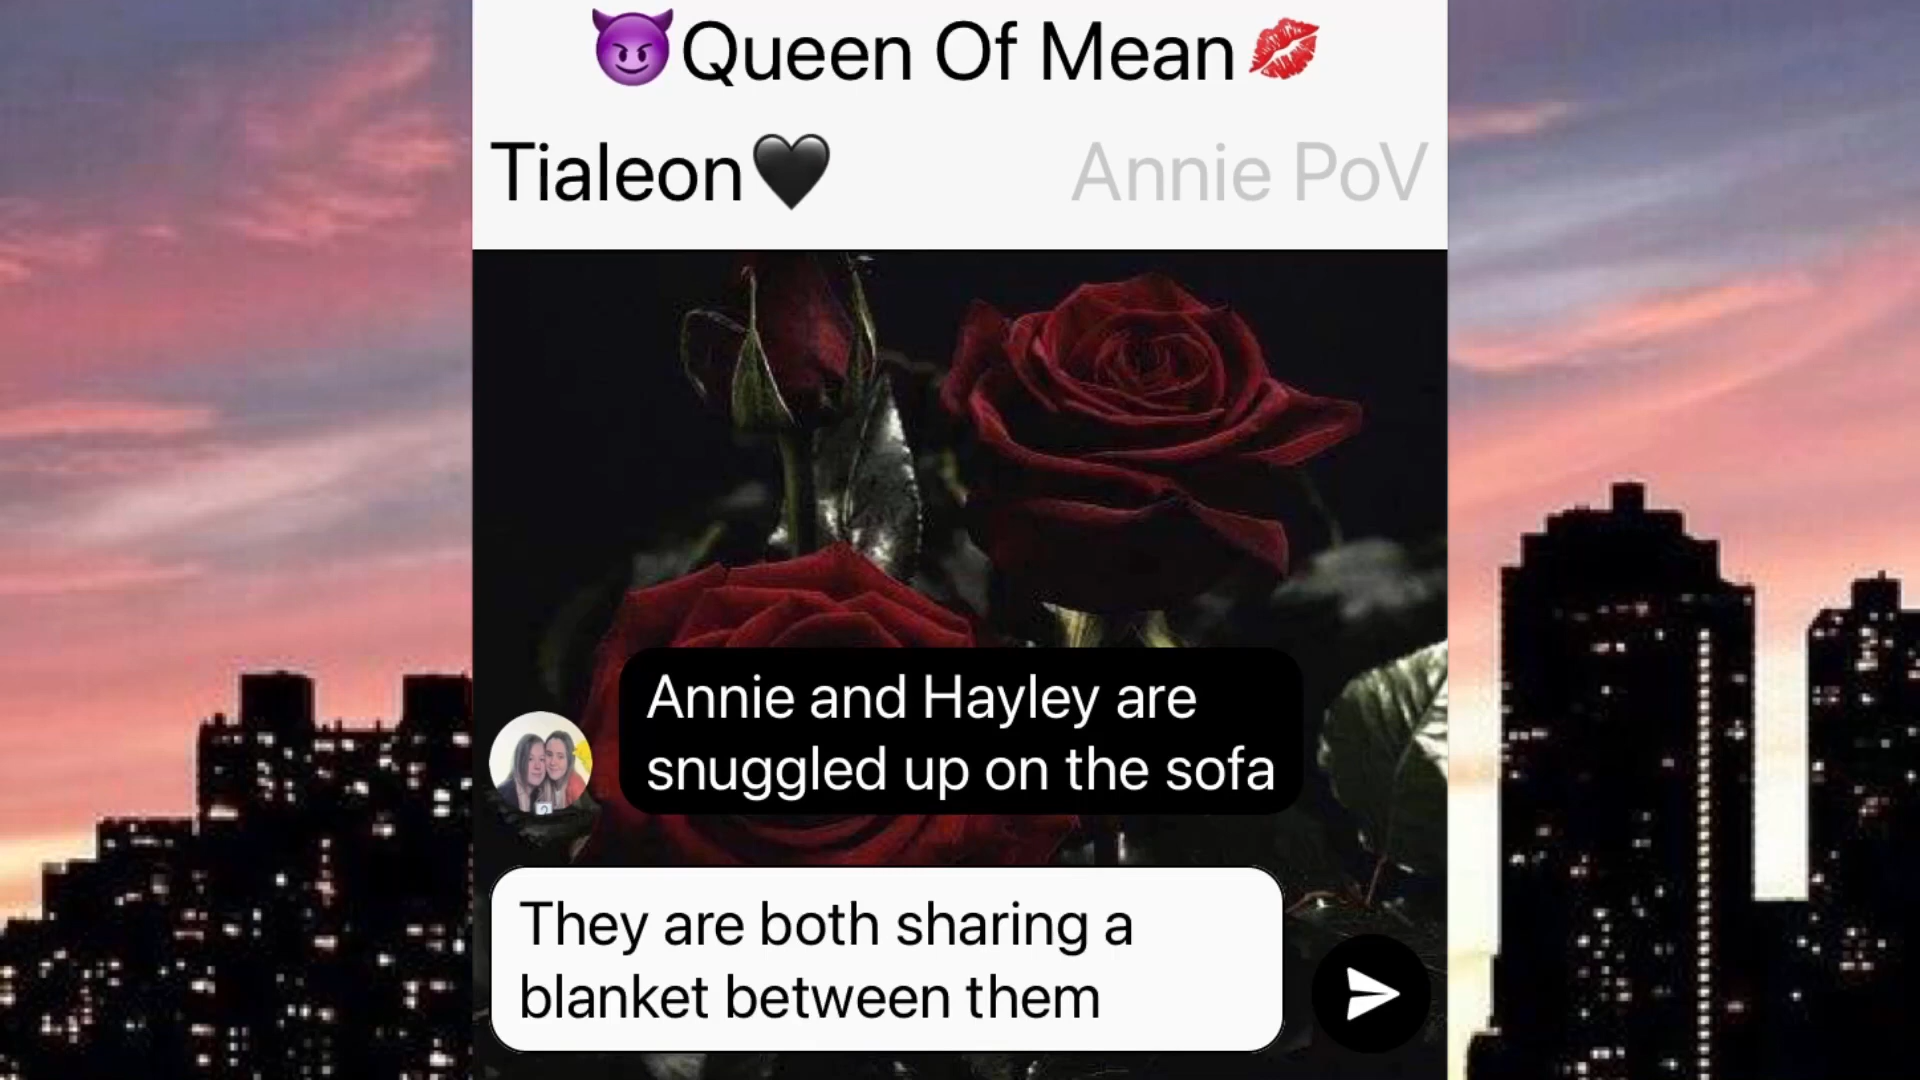 😈Queen Of Mean💋
Tialeon🖤 Annie PoV
Annie and Hayley are
snuggled up on the sofa
They are both sharing a
blanket between them